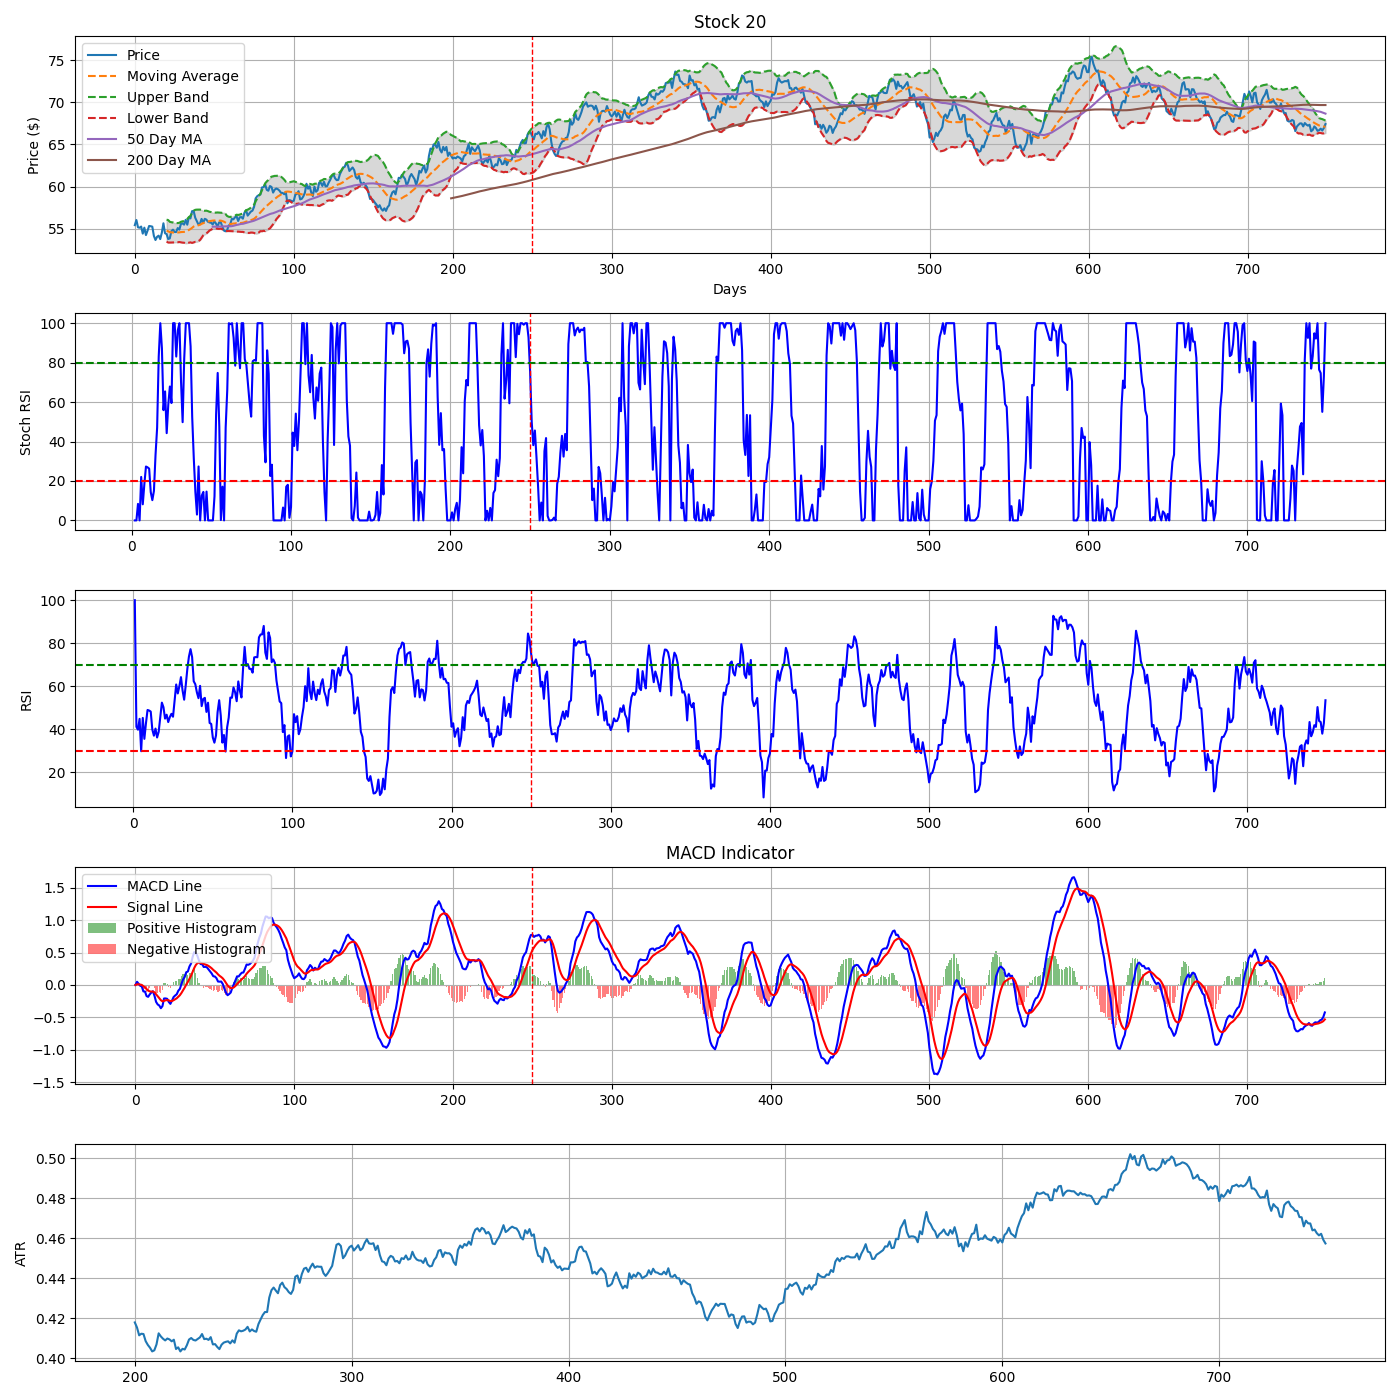 Stock 20
Price ($)
75
70
65
60
55
Price
Moving Average
Upper Band
Lower Band
50 Day MA
200 Day MA
0 100 200 300 400 500 600 700
Days
Stoch RSI
100
80
60
40
20
0
0 100 200 300 400 500 600 700
RSI
100
80
60
40
20
0 100 200 300 400 500 600 700
MACD Indicator
1.5
1.0
0.5
0.0
−0.5
−1.0
−1.5
MACD Line
Signal Line
Positive Histogram
Negative Histogram
0 100 200 300 400 500 600 700
ATR
0.50
0.48
0.46
0.44
0.42
0.40
200 300 400 500 600 700